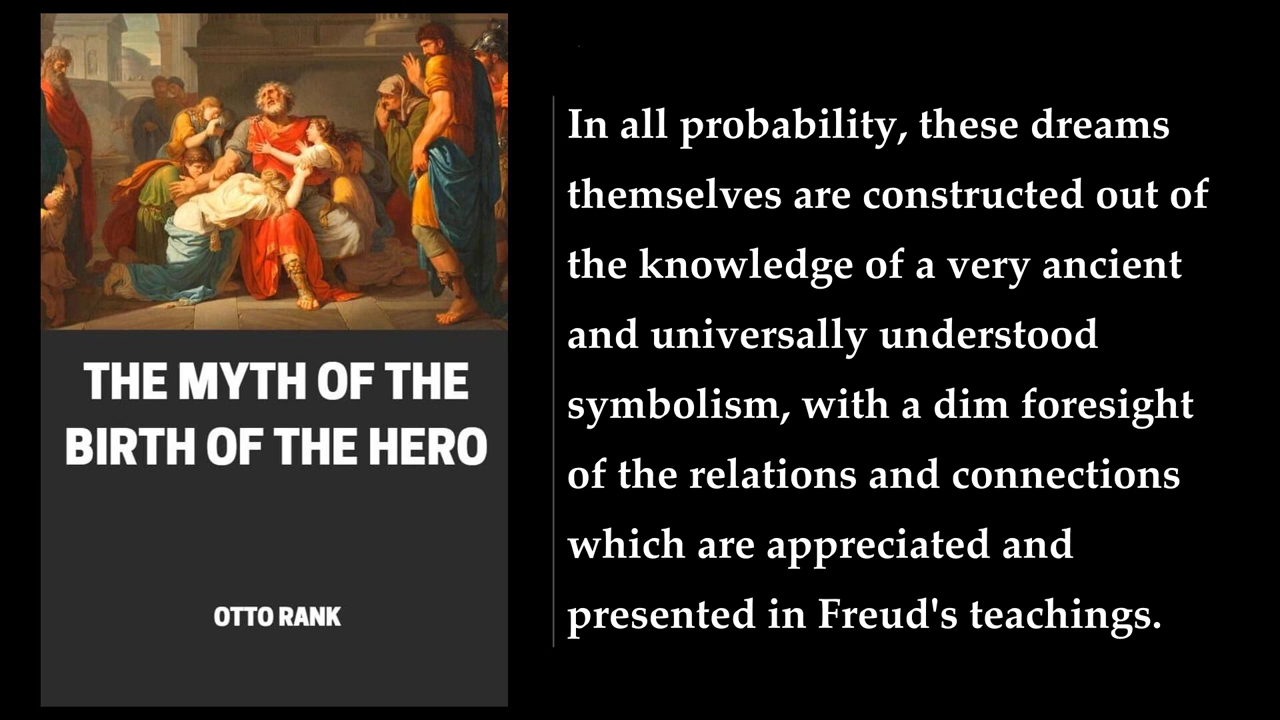 THE MYTH OF THE
BIRTH OF THE HERO
OTTO RANK
In all probability, these dreams
themselves are constructed out of
the knowledge of a very ancient
and universally understood
symbolism, with a dim foresight
of the relations and connections
which are appreciated and
presented in Freud's teachings.